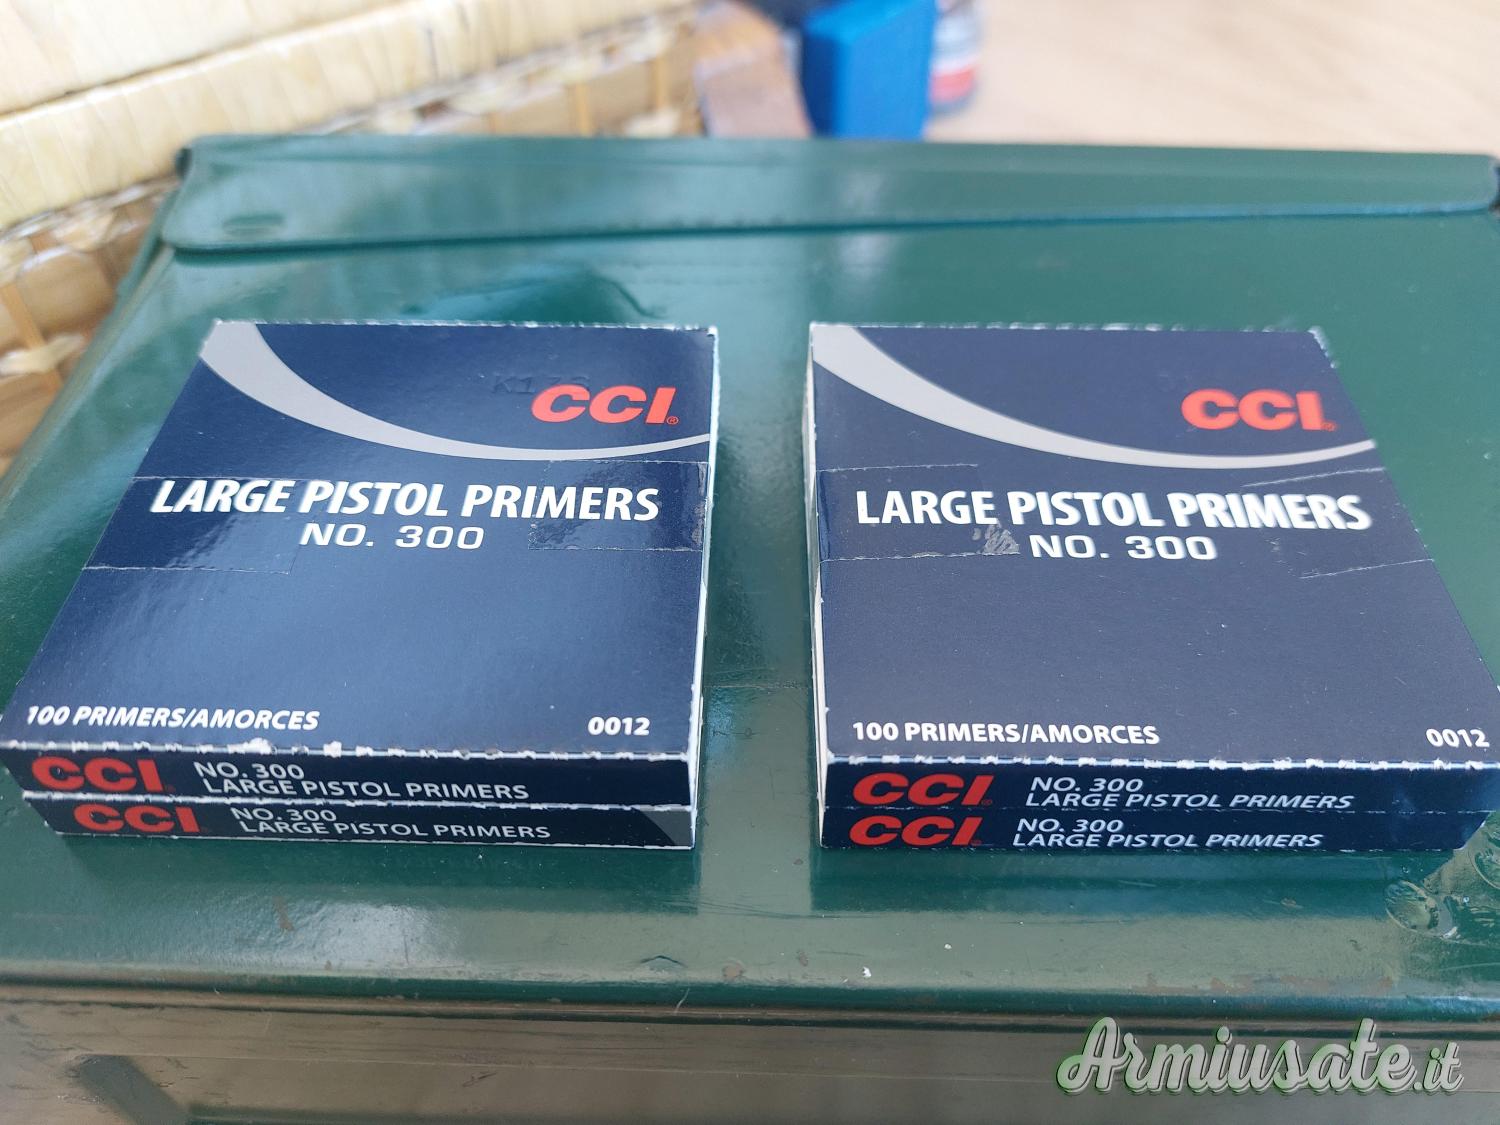 K173
CCI®
LARGE PISTOL PRIMERS
NO. 300
100 PRIMERS/AMORCES 0012
CCI® NO. 300
LARGE PISTOL PRIMERS
CCI® NO. 300
LARGE PISTOL PRIMERS
CCI®
LARGE PISTOL PRIMERS
NO. 300
100 PRIMERS/AMORCES 0012
CCI® NO. 300
LARGE PISTOL PRIMERS
CCI® NO. 300
LARGE PISTOL PRIMERS
Armiusate.it